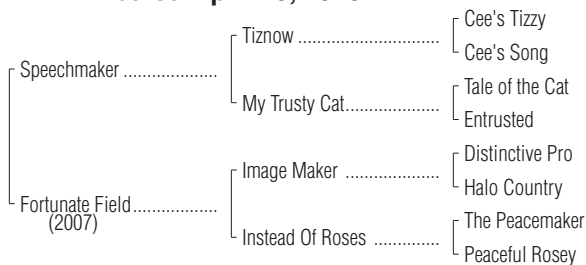 Cee's Tizzy
Tiznow ..................................
Cee's Song
Speechmaker ......................
Tale of the Cat
My Trusty Cat......................
Entrusted
Distinctive Pro
Image Maker ......................
Halo Country
Fortunate Field....................
(2007)
The Peacemaker
Instead Of Roses ...............
Peaceful Rosey